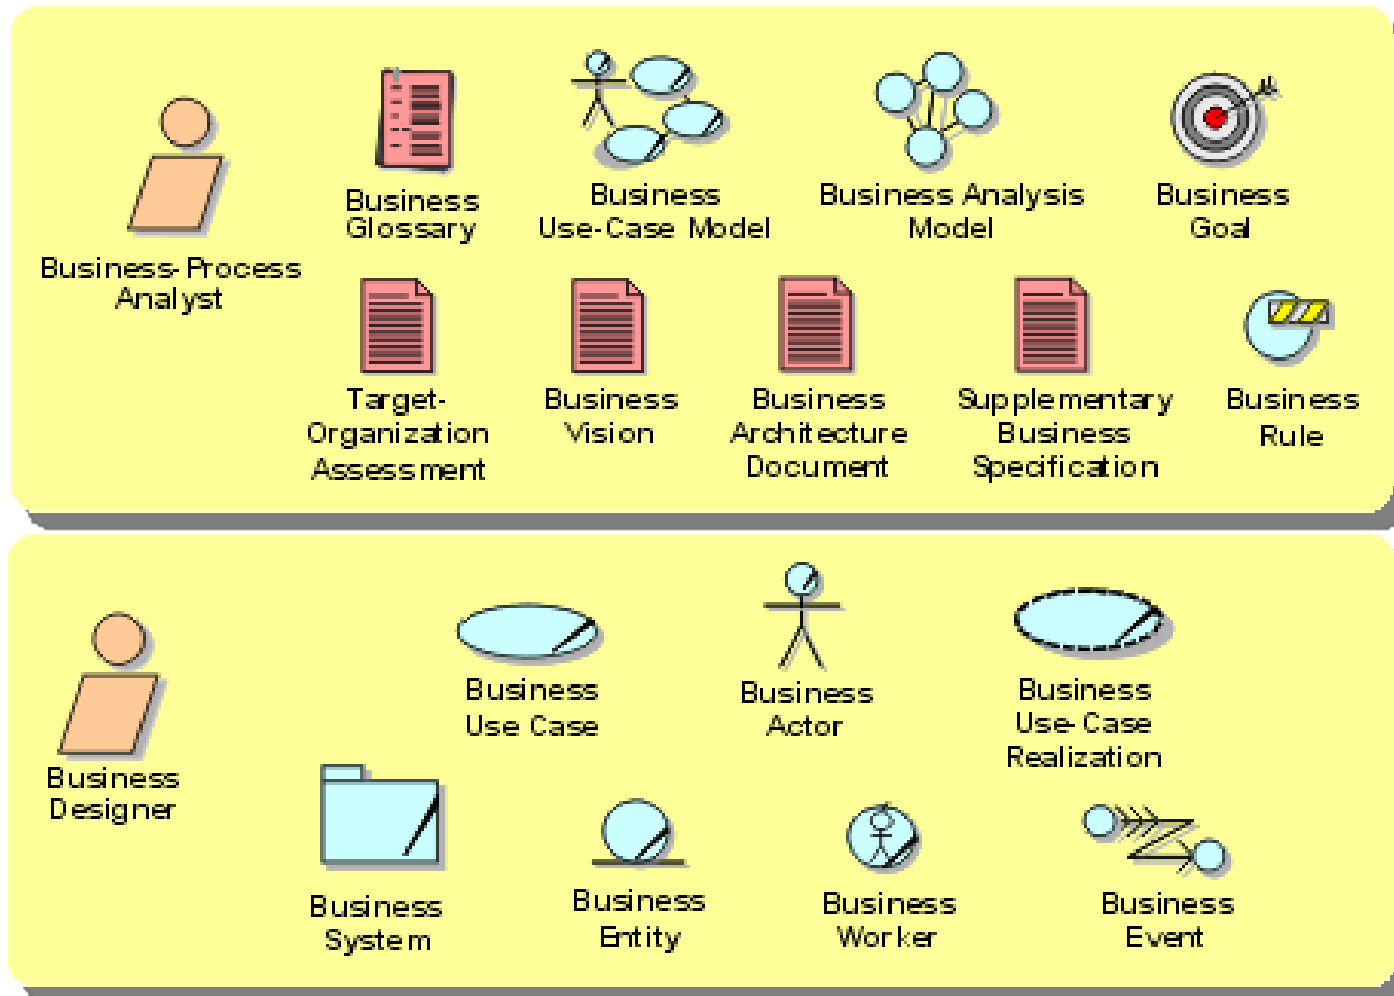 Business-Process
Analyst
Business
Glossary
Business
Use-Case Model
Business Analysis
Model
Business
Goal
Target-
Organization
Assessment
Business
Vision
Business
Architecture
Document
Supplementary
Business
Specification
Business
Rule
Business
Designer
Business
Use Case
Business
Actor
Business
Use-Case
Realization
Business
System
Business
Entity
Business
Worker
Business
Event